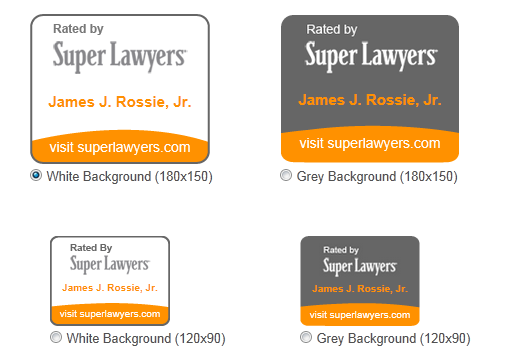 Rated by
Super Lawyers
James J. Rossie, Jr.
visit superlawyers.com
White Background (180x150)
Rated by
Super Lawyers
James J. Rossie, Jr.
visit superlawyers.com
Grey Background (180x150)
Rated By
Super Lawyers
James J. Rossie, Jr.
visit superlawyers.com
White Background (120x90)
Rated by
Super Lawyers
James J. Rossie, Jr.
visit superlawyers.com
Grey Background (120x90)